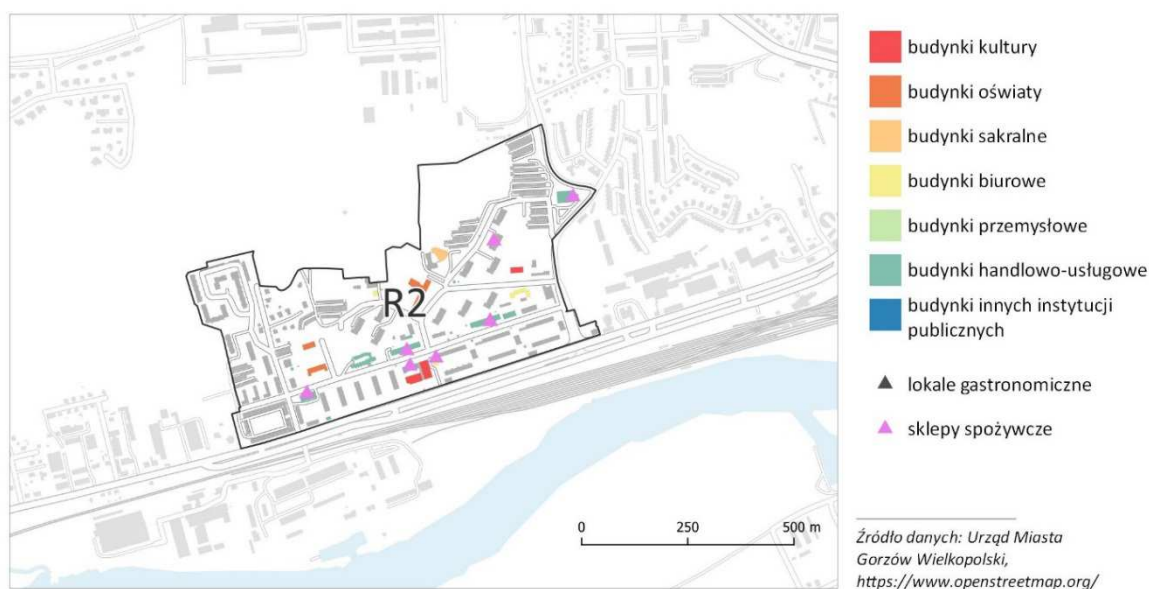 budynki kultury
budynki oświaty
budynki sakralne
budynki biurowe
budynki przemysłowe
budynki handlowo-usługowe
budynki innych instytucji
publicznych
lokale gastronomiczne
sklepy spożywcze
R2
0 250 500 m
Źródło danych: Urząd Miasta
Gorzów Wielkopolski,
https://www.openstreetmap.org/